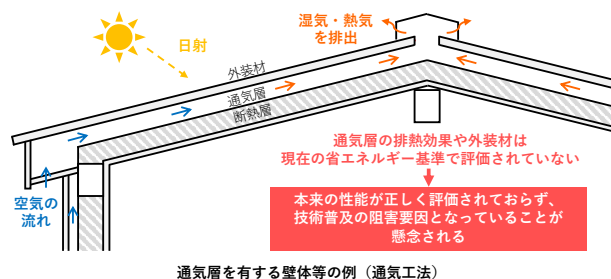 湿気・熱気
を排出
日射
外装材
通気層
断熱層
通気層の排熱効果や外装材は
現在の省エネルギー基準で評価されていない
空気の
流れ
本来の性能が正しく評価されておらず、
技術普及の阻害要因となっていることが
懸念される
通気層を有する壁体等の例（通気工法）